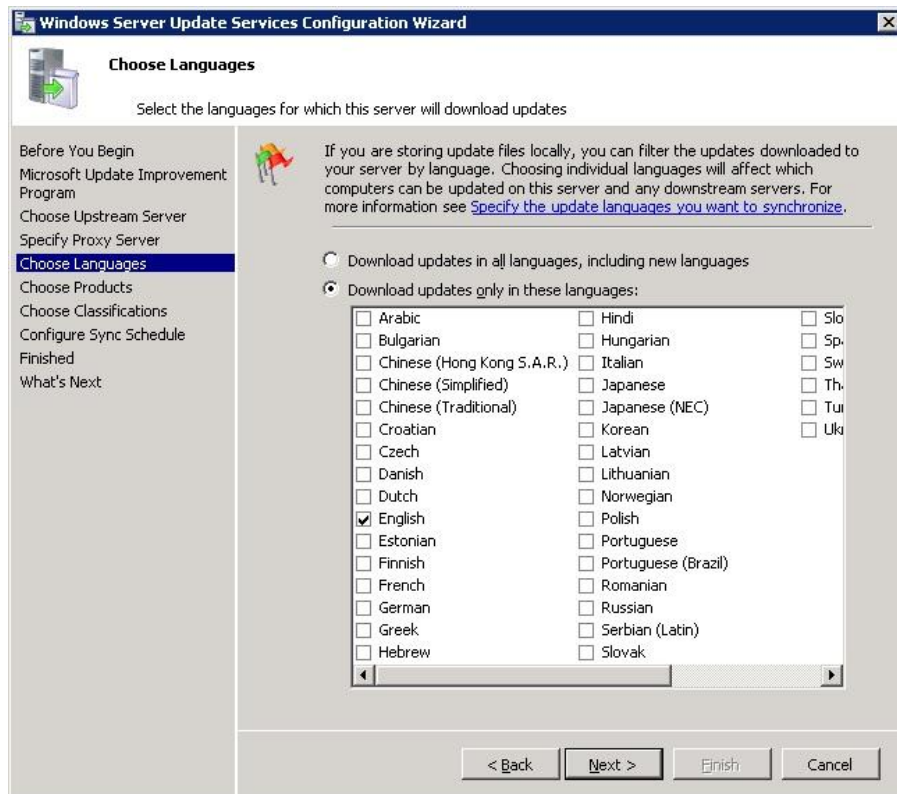 Windows Server Update Services Configuration Wizard
Choose Languages
Select the languages for which this server will download updates
Before You Begin
Microsoft Update Improvement
Program
Choose Upstream Server
Specify Proxy Server
Choose Languages
Choose Products
Choose Classifications
Configure Sync Schedule
Finished
What's Next
If you are storing update files locally, you can filter the updates downloaded to
your server by language. Choosing individual languages will affect which
computers can be updated on this server and any downstream servers. For
more information see Specify the update languages you want to synchronize.
Download updates in all languages, including new languages
Download updates only in these languages:
Arabic
Bulgarian
Chinese (Hong Kong S.A.R.)
Chinese (Simplified)
Chinese (Traditional)
Croatian
Czech
Danish
Dutch
English
Estonian
Finnish
French
German
Greek
Hebrew
Hindi
Hungarian
Italian
Japanese
Japanese (NEC)
Korean
Latvian
Lithuanian
Norwegian
Polish
Portuguese
Portuguese (Brazil)
Romanian
Russian
Serbian (Latin)
Slovak
Slo
Sp
Sw
Th
Tu
Uk
< Back
Next >
Finish
Cancel